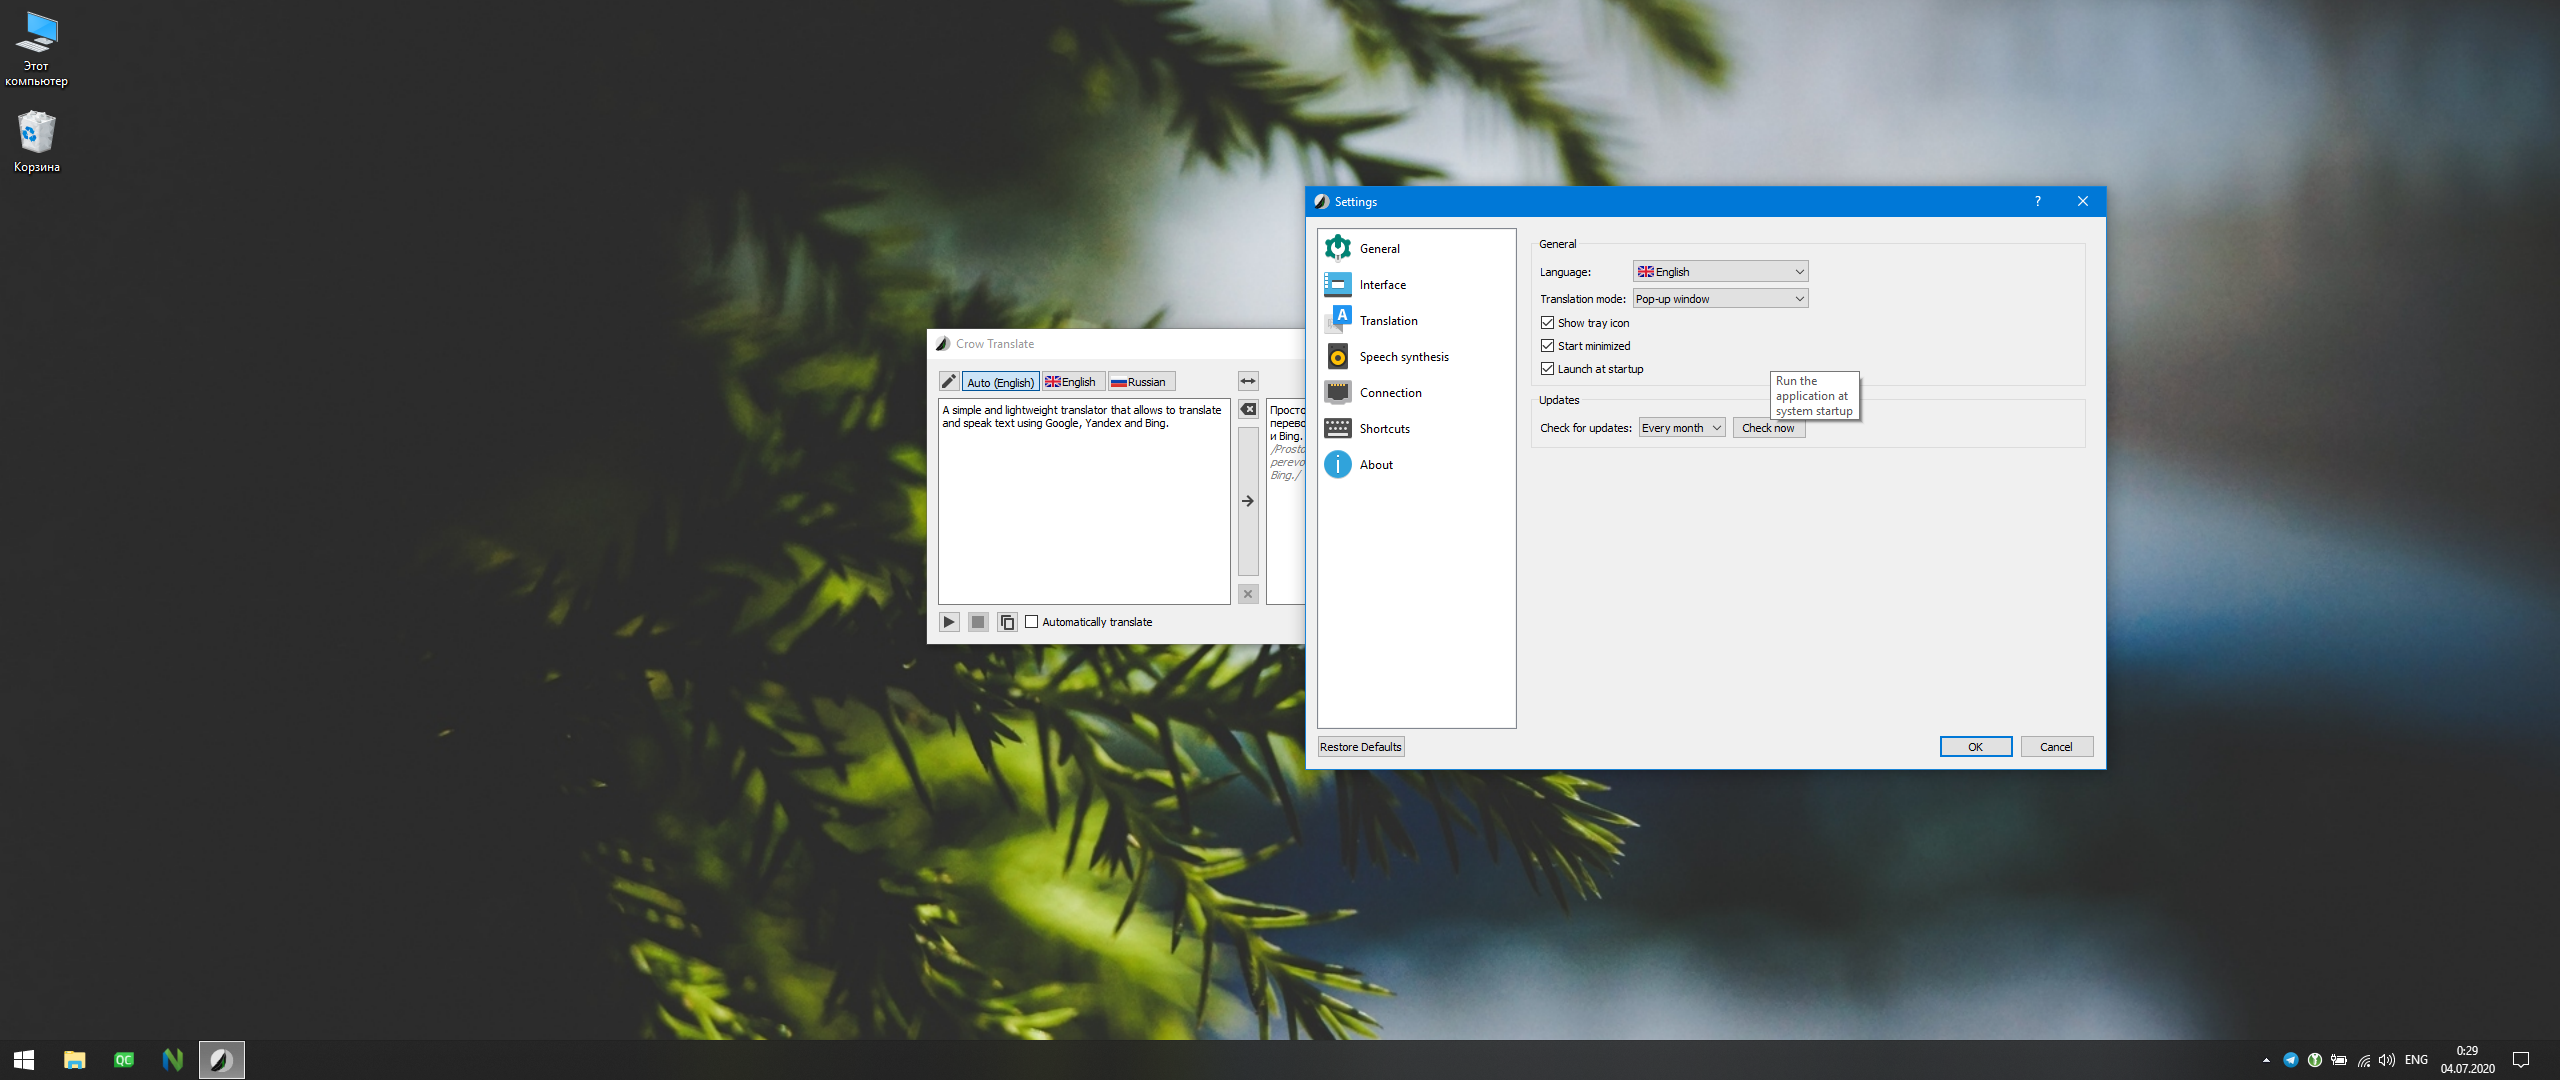 Этот
компьютер
Корзина
Crow Translate
Auto (English)
English
Russian
A simple and lightweight translator that allows to translate
and speak text using Google, Yandex and Bing.
Просто
перево
и Bing.
/Prosto
perevo
Bing./
Automatically translate
Settings
?
General
Interface
Translation
Speech synthesis
Connection
Shortcuts
About
General
Language:
English
Translation mode:
Pop-up window
Show tray icon
Start minimized
Launch at startup
Run the
application at
system startup
Updates
Check for updates:
Every month
Check now
Restore Defaults
OK
Cancel
QC
ENG
0:29
04.07.2020